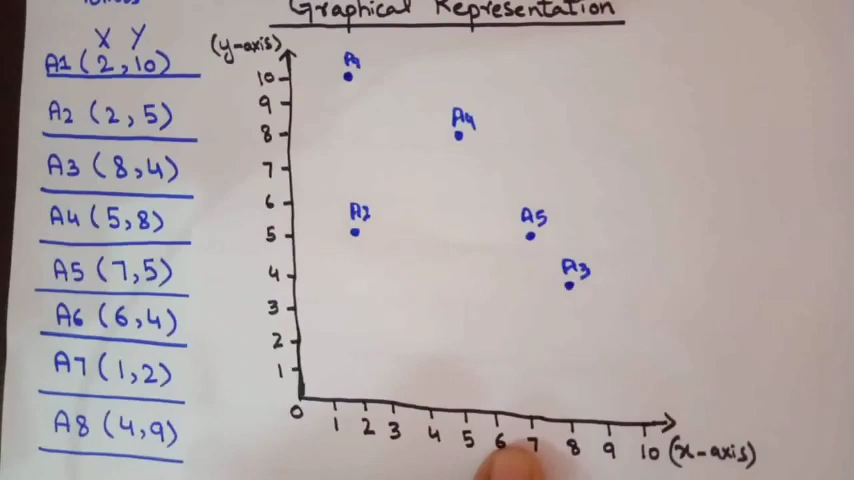 Graphical Representation
X Y
A1 (2, 10)
A2 (2, 5)
A3 (8, 4)
A4 (5, 8)
A5 (7, 5)
A6 (6, 4)
A7 (1, 2)
A8 (4, 9)
(y-axis)
10
9
8
7
6
5
4
3
2
1
0
1 2 3 4 5 6 7 8 9 10 (x-axis)
A4
A2
A5
A3